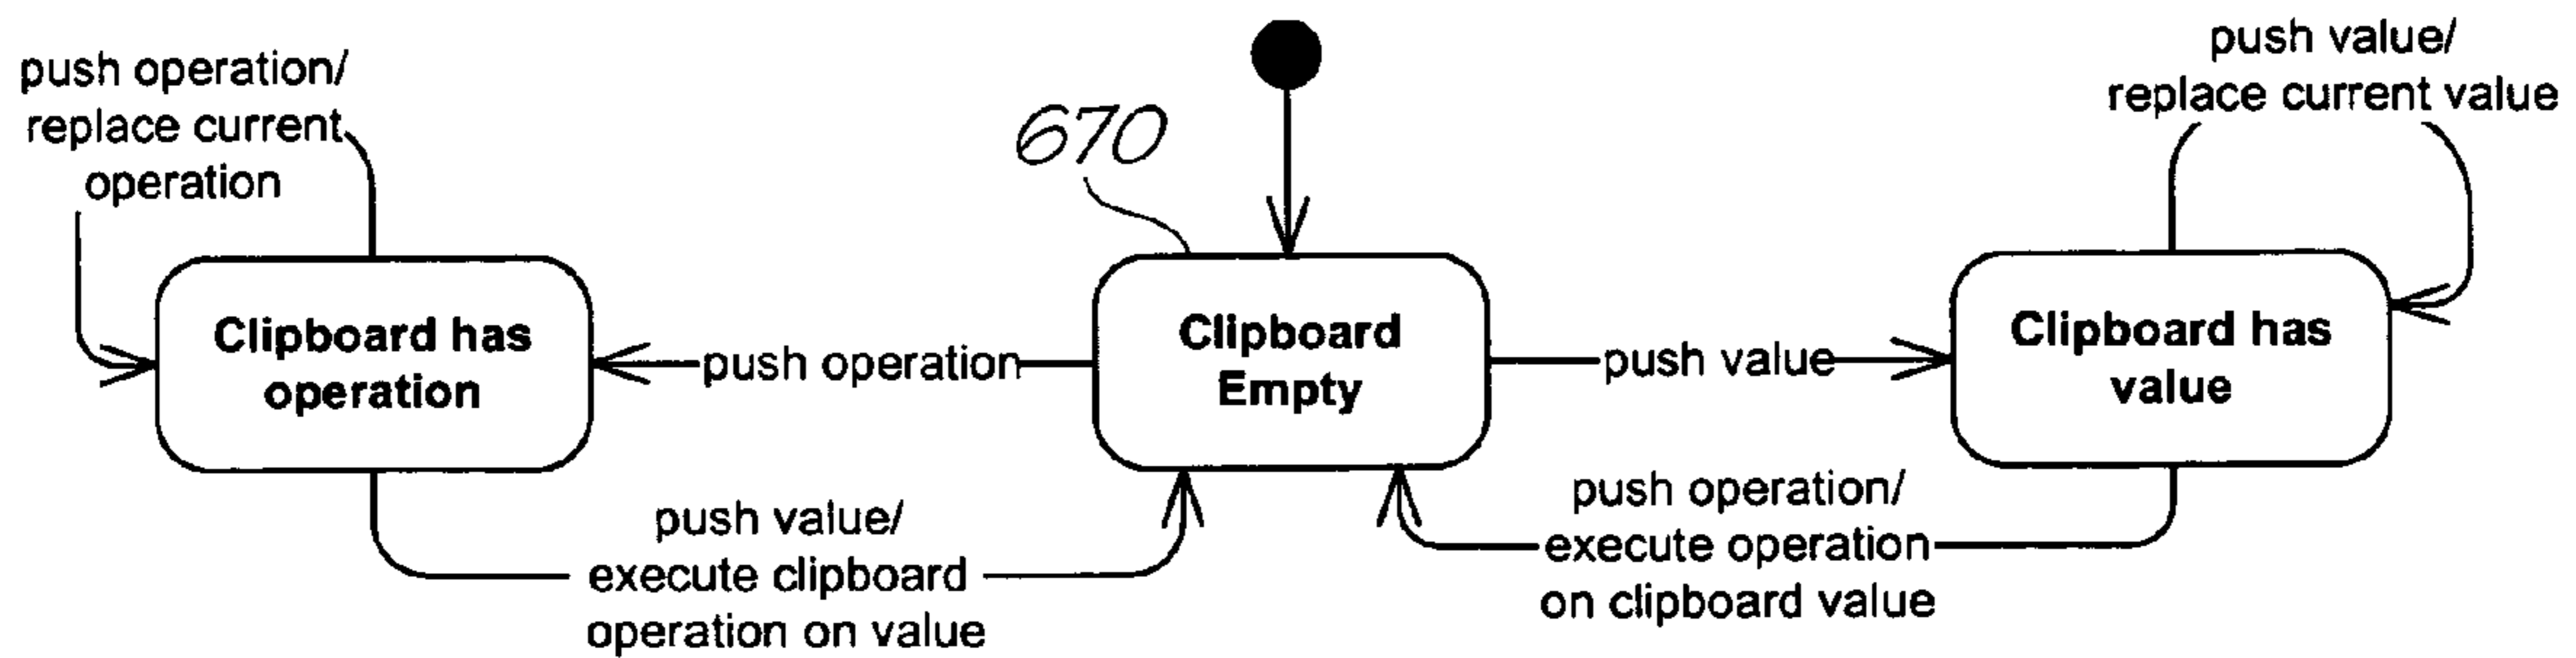 push operation/
replace current
operation
670
push value/
replace current value
Clipboard has
operation
push operation
Clipboard
Empty
push value
Clipboard has
value
push value/
execute clipboard
operation on value
push operation/
execute operation
on clipboard value